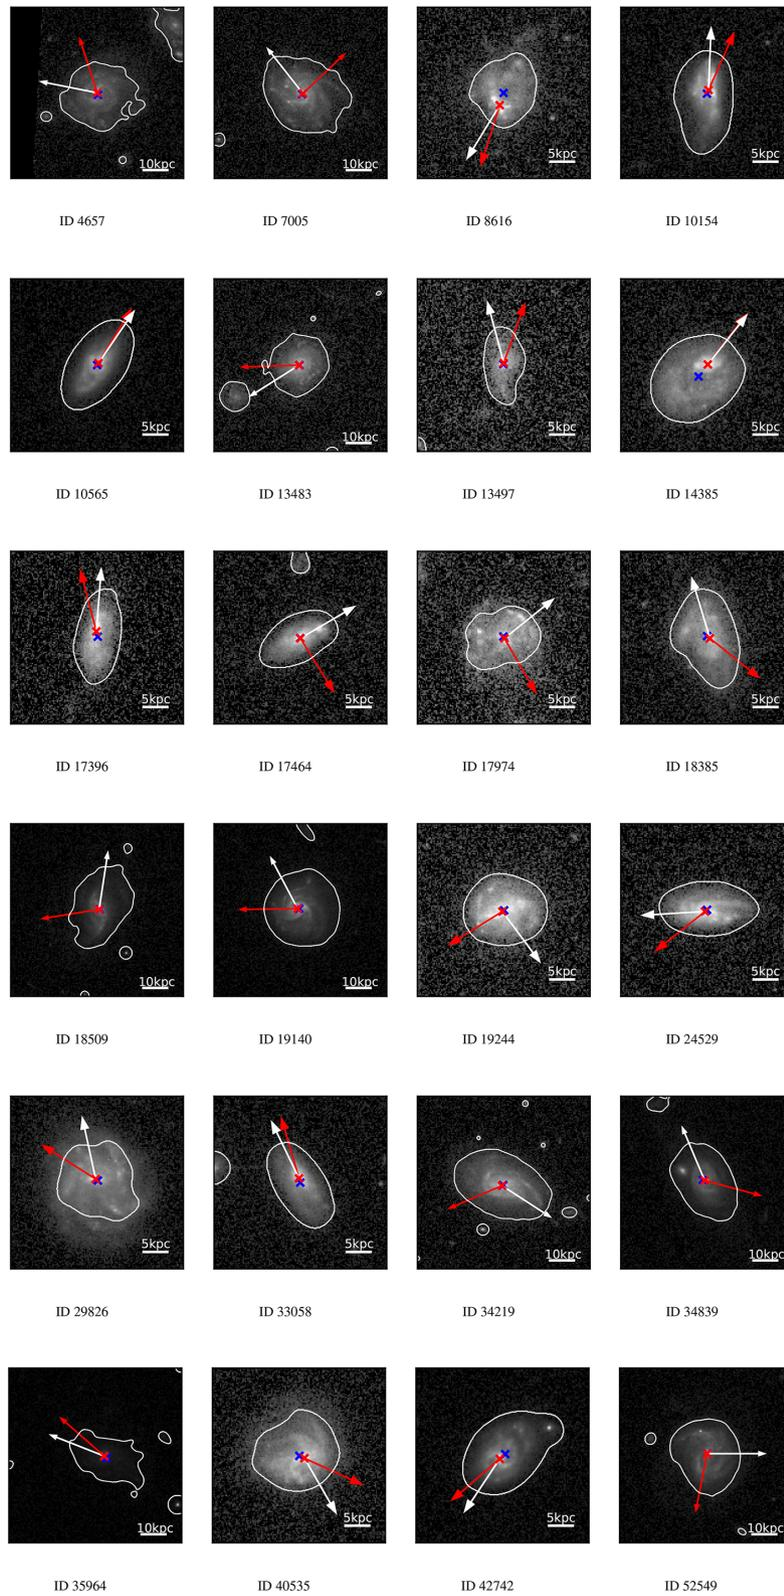 10kpc 10kpc 5kpc 5kpc
ID 4657 ID 7005 ID 8616 ID 10154
5kpc 10kpc 5kpc 5kpc
ID 10565 ID 13483 ID 13497 ID 14385
5kpc 5kpc 5kpc 5kpc
ID 17396 ID 17464 ID 17974 ID 18385
10kpc 10kpc 5kpc 5kpc
ID 18509 ID 19140 ID 19244 ID 24529
5kpc 5kpc 10kpc 10kpc
ID 29826 ID 33058 ID 34219 ID 34839
10kpc 5kpc 5kpc 10kpc
ID 35964 ID 40535 ID 42742 ID 52549